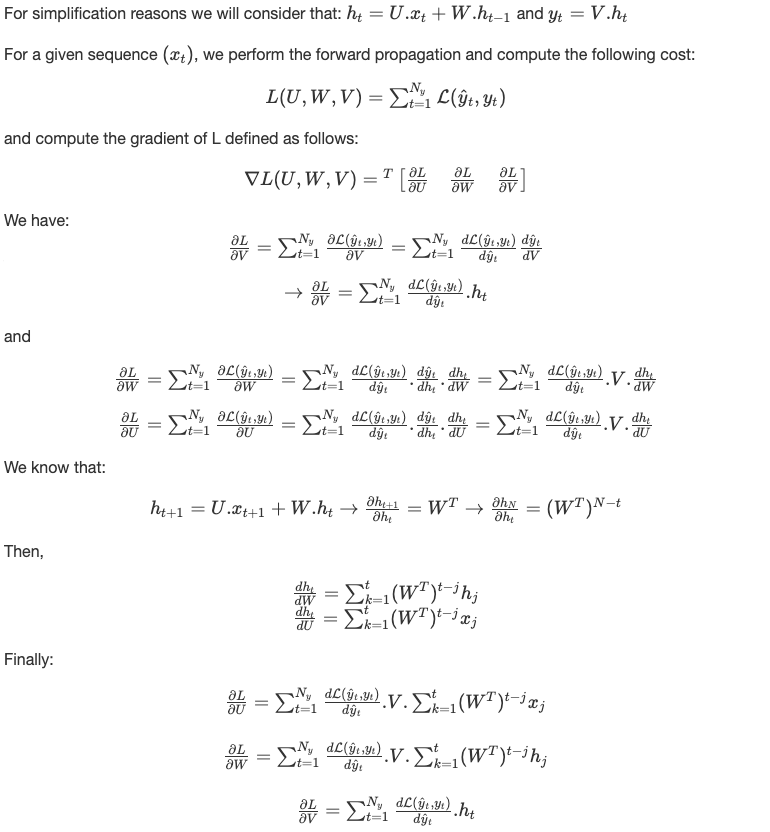 For simplification reasons we will consider that: $h_t = U.x_t + W.h_{t-1}$ and $y_t = V.h_t$
For a given sequence $(x_t)$, we perform the forward propagation and compute the following cost:
$L(U, W, V) = \sum_{t=1}^{N_y} \mathcal{L}(\hat{y}_t, y_t)$
and compute the gradient of L defined as follows:
$\nabla L(U, W, V) = {}^T \left[ \frac{\partial L}{\partial U} \quad \frac{\partial L}{\partial W} \quad \frac{\partial L}{\partial V} \right]$
We have:
$\frac{\partial L}{\partial V} = \sum_{t=1}^{N_y} \frac{\partial \mathcal{L}(\hat{y}_t, y_t)}{\partial V} = \sum_{t=1}^{N_y} \frac{d\mathcal{L}(\hat{y}_t, y_t)}{d\hat{y}_t} \frac{d\hat{y}_t}{dV}$
$\rightarrow \frac{\partial L}{\partial V} = \sum_{t=1}^{N_y} \frac{d\mathcal{L}(\hat{y}_t, y_t)}{d\hat{y}_t} . h_t$
and
$\frac{\partial L}{\partial W} = \sum_{t=1}^{N_y} \frac{\partial \mathcal{L}(\hat{y}_t, y_t)}{\partial W} = \sum_{t=1}^{N_y} \frac{d\mathcal{L}(\hat{y}_t, y_t)}{d\hat{y}_t} . \frac{d\hat{y}_t}{dh_t} . \frac{dh_t}{dW} = \sum_{t=1}^{N_y} \frac{d\mathcal{L}(\hat{y}_t, y_t)}{d\hat{y}_t} . V . \frac{dh_t}{dW}$
$\frac{\partial L}{\partial U} = \sum_{t=1}^{N_y} \frac{\partial \mathcal{L}(\hat{y}_t, y_t)}{\partial U} = \sum_{t=1}^{N_y} \frac{d\mathcal{L}(\hat{y}_t, y_t)}{d\hat{y}_t} . \frac{d\hat{y}_t}{dh_t} . \frac{dh_t}{dU} = \sum_{t=1}^{N_y} \frac{d\mathcal{L}(\hat{y}_t, y_t)}{d\hat{y}_t} . V . \frac{dh_t}{dU}$
We know that:
$h_{t+1} = U.x_{t+1} + W.h_t \rightarrow \frac{\partial h_{t+1}}{\partial h_t} = W^T \rightarrow \frac{\partial h_N}{\partial h_t} = (W^T)^{N-t}$
Then,
$\frac{dh_t}{dW} = \sum_{k=1}^{t} (W^T)^{t-j} h_j$
$\frac{dh_t}{dU} = \sum_{k=1}^{t} (W^T)^{t-j} x_j$
Finally:
$\frac{\partial L}{\partial U} = \sum_{t=1}^{N_y} \frac{d\mathcal{L}(\hat{y}_t, y_t)}{d\hat{y}_t} . V . \sum_{k=1}^{t} (W^T)^{t-j} x_j$
$\frac{\partial L}{\partial W} = \sum_{t=1}^{N_y} \frac{d\mathcal{L}(\hat{y}_t, y_t)}{d\hat{y}_t} . V . \sum_{k=1}^{t} (W^T)^{t-j} h_j$
$\frac{\partial L}{\partial V} = \sum_{t=1}^{N_y} \frac{d\mathcal{L}(\hat{y}_t, y_t)}{d\hat{y}_t} . h_t$